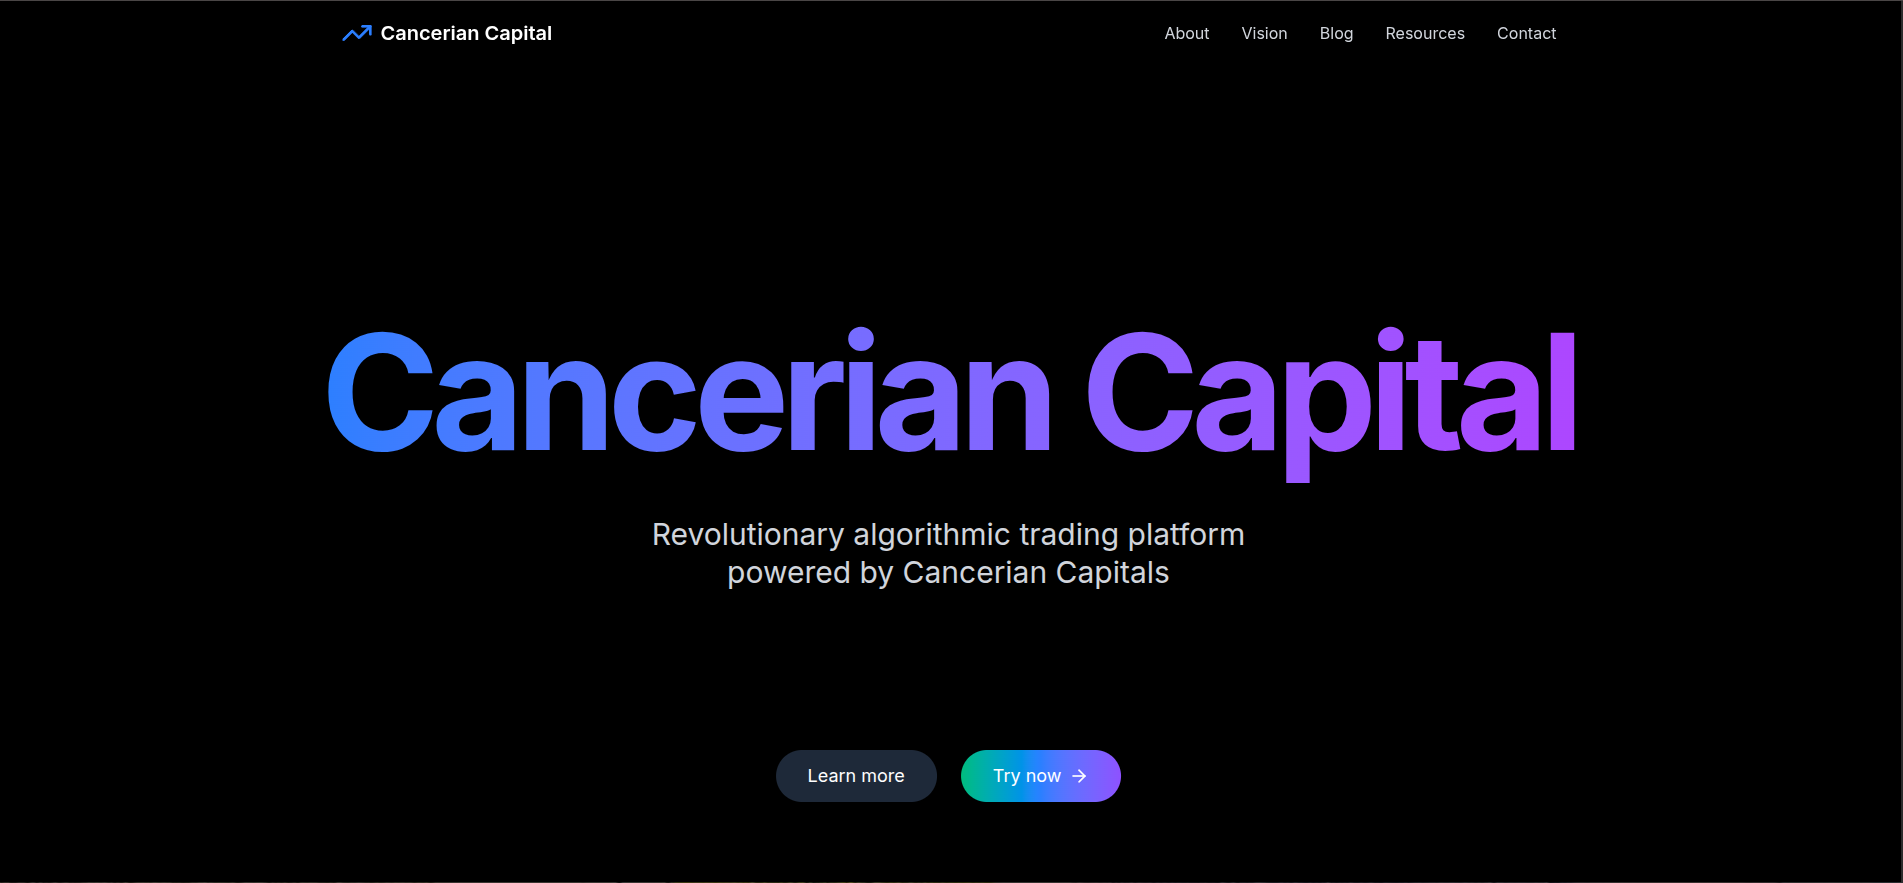 Cancerian Capital
About
Vision
Blog
Resources
Contact
Cancerian Capital
Revolutionary algorithmic trading platform
powered by Cancerian Capitals
Learn more
Try now →